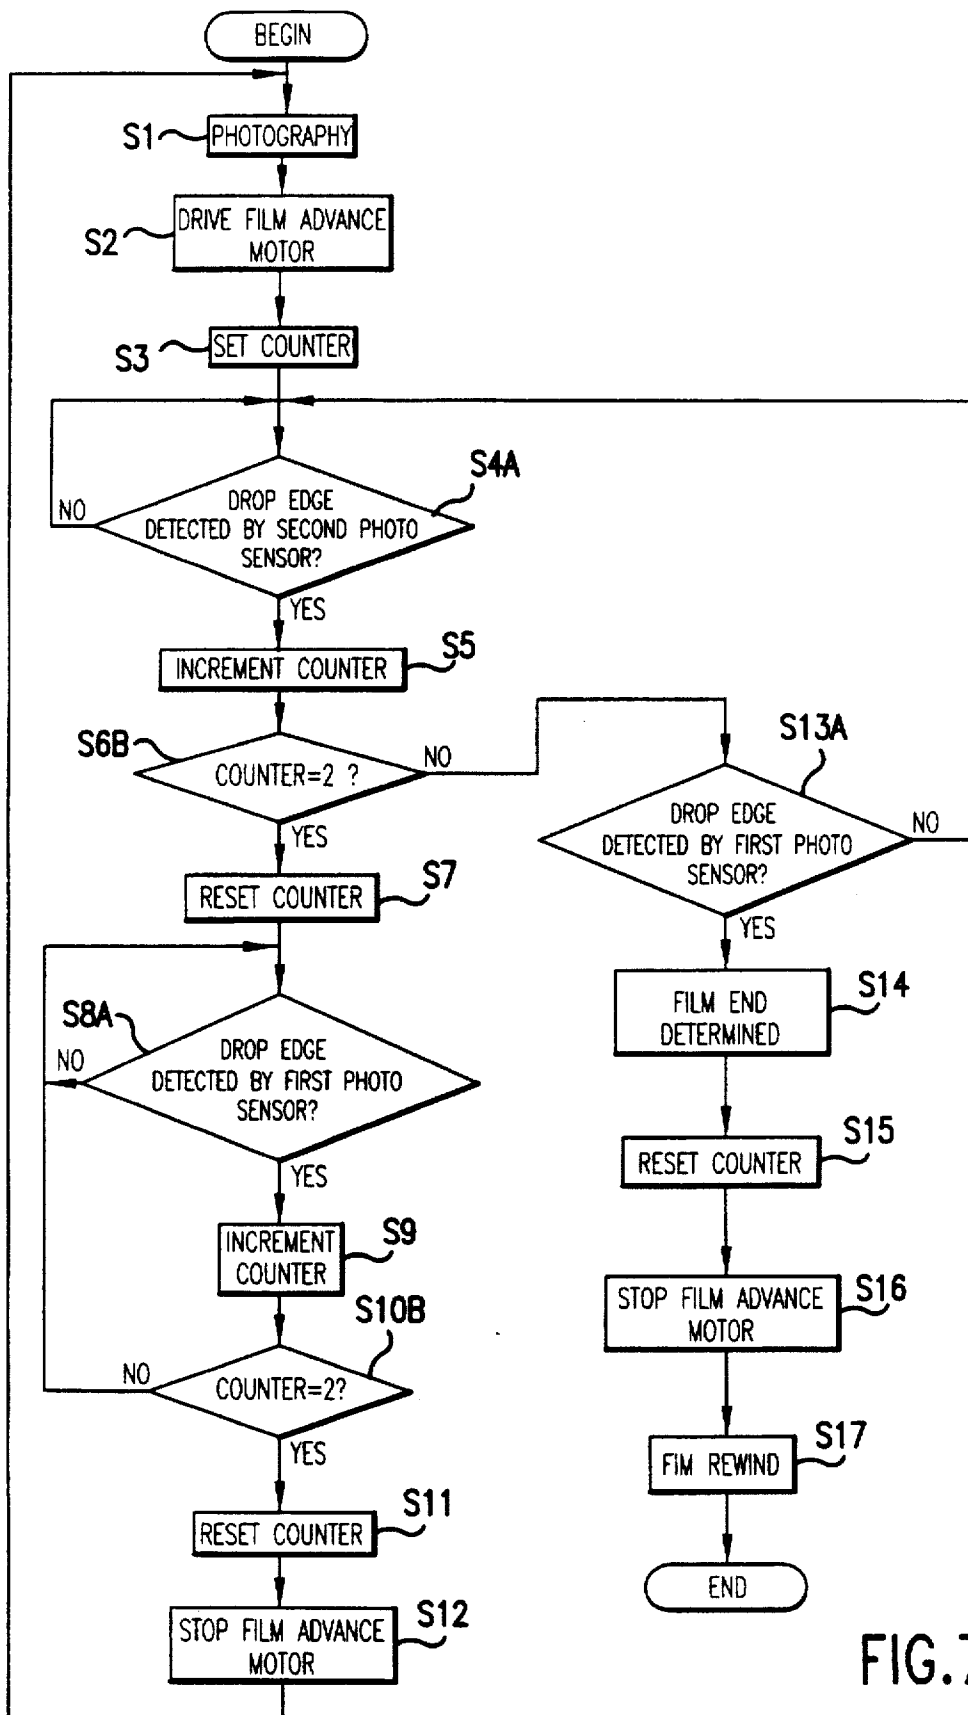 BEGIN
S1
PHOTOGRAPHY
S2
DRIVE FILM ADVANCE
MOTOR
S3
SET COUNTER
S4A
NO
DROP EDGE
DETECTED BY SECOND PHOTO
SENSOR?
YES
S5
INCREMENT COUNTER
S6B
COUNTER=2 ?
NO
YES
S7
RESET COUNTER
S8A
NO
DROP EDGE
DETECTED BY FIRST PHOTO
SENSOR?
YES
S9
INCREMENT
COUNTER
S10B
NO
COUNTER=2?
YES
S11
RESET COUNTER
S12
STOP FILM ADVANCE
MOTOR
S13A
DROP EDGE
DETECTED BY FIRST PHOTO
SENSOR?
NO
YES
S14
FILM END
DETERMINED
S15
RESET COUNTER
S16
STOP FILM ADVANCE
MOTOR
S17
FIM REWIND
END
FIG.7